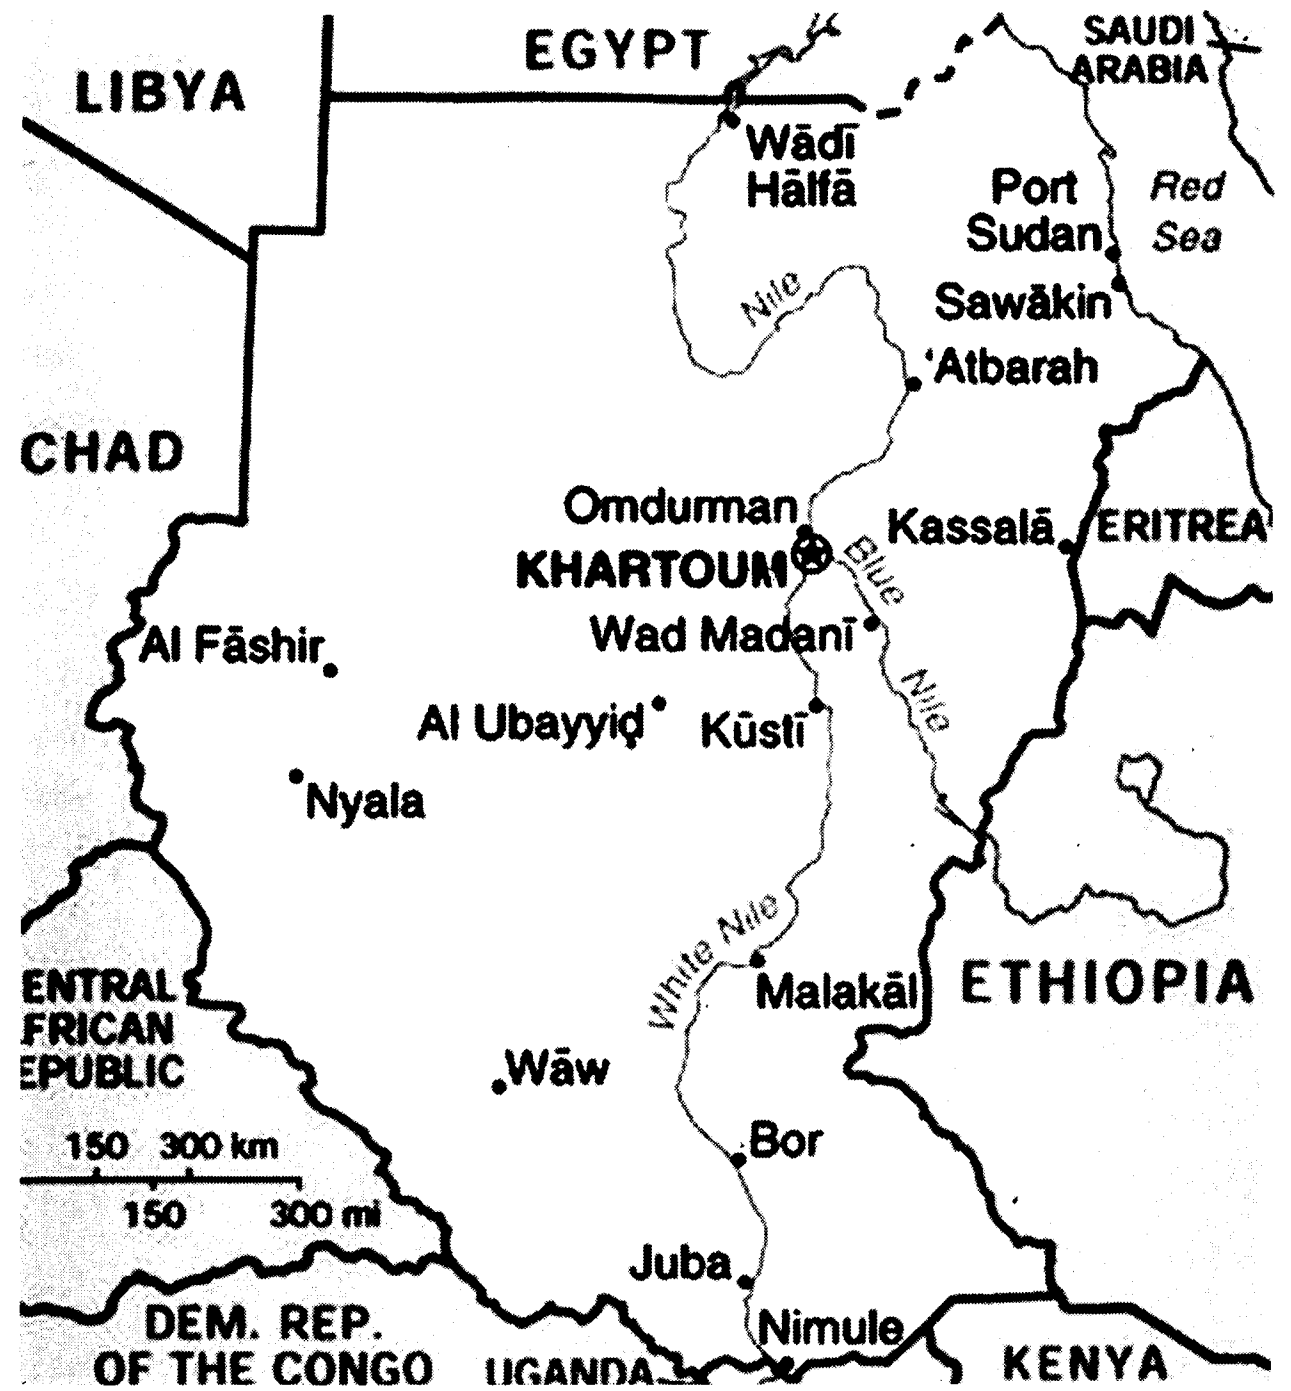 EGYPT
SAUDI
ARABIA
LIBYA
Wādī
Hālfā
Port
Sudan
Red
Sea
Nile
Sawākin
'Atbarah
CHAD
Omdurman
KHARTOUM
Kassalā
ERITREA
Blue
Nile
Wad Madanī
Al Fāshir
Al Ubayyiḍ
Kūstī
Nyala
White Nile
Malakāl
ETHIOPIA
ENTRAL
FRICAN
EPUBLIC
Wāw
Bor
150 300 km
150 300 mi
Juba
Nimule
DEM. REP.
OF THE CONGO
UGANDA
KENYA